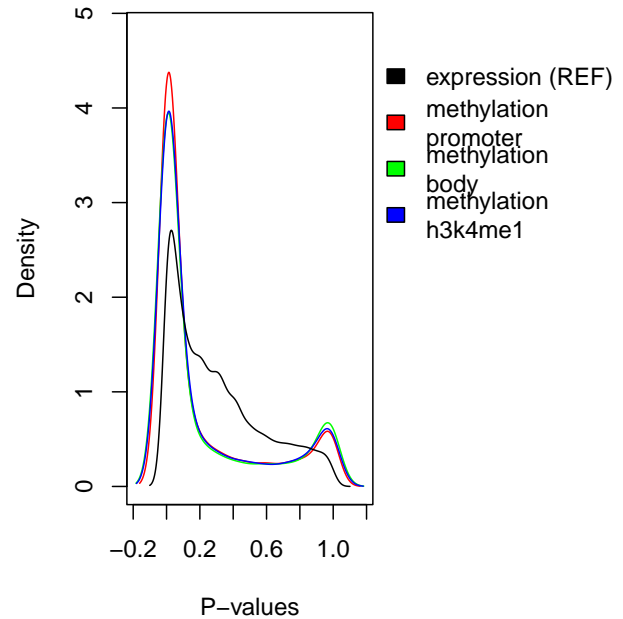 5
4
3
2
1
0
Density
−0.2
0.2
0.6
1.0
P−values
expression (REF)
methylation
promoter
methylation
body
methylation
h3k4me1